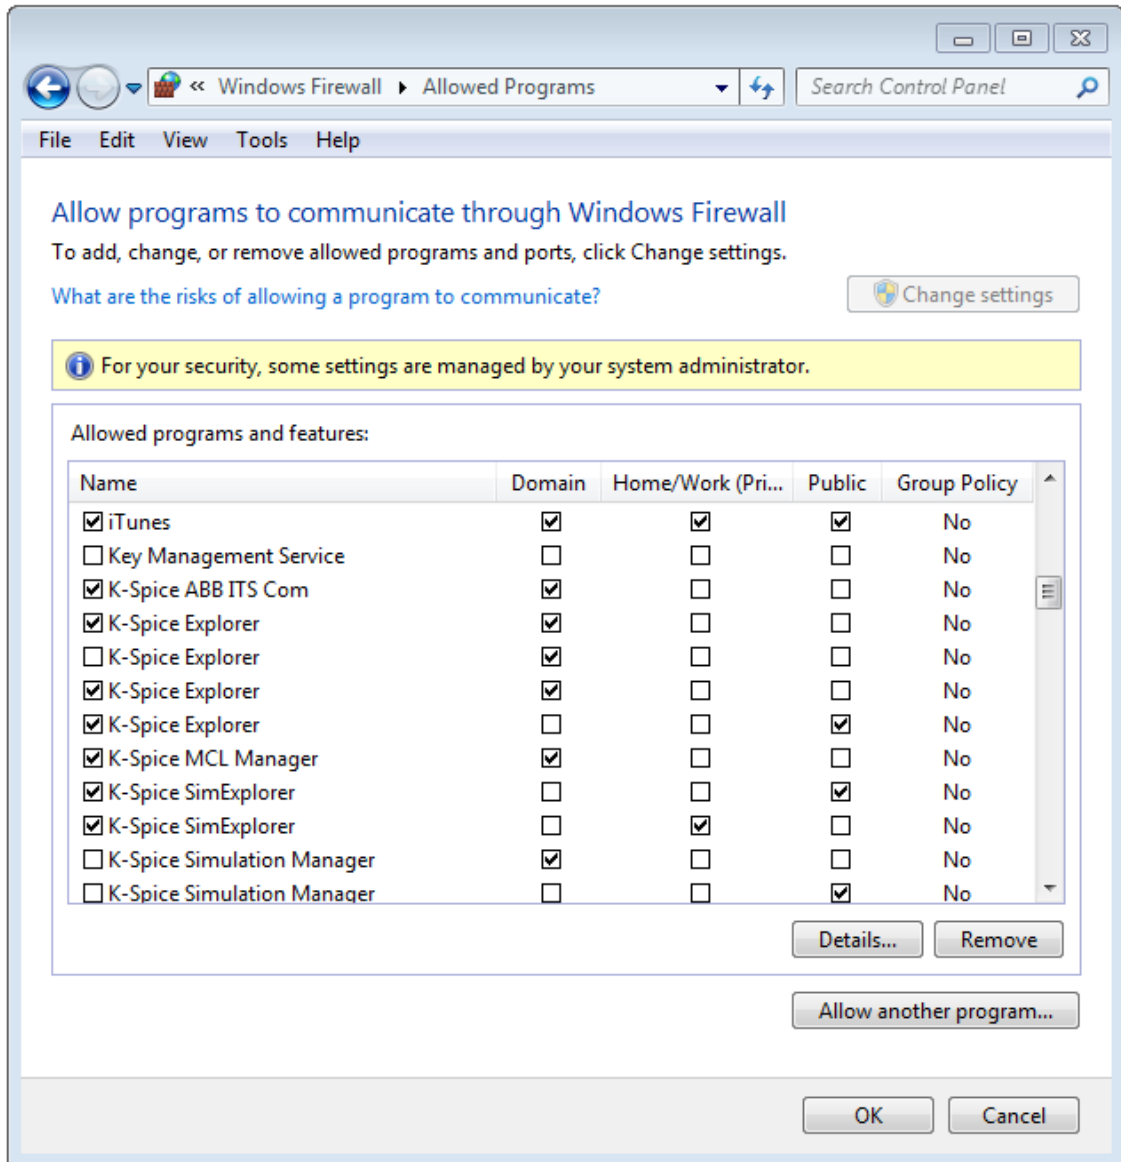 « Windows Firewall ▸ Allowed Programs Search Control Panel
File Edit View Tools Help
Allow programs to communicate through Windows Firewall
To add, change, or remove allowed programs and ports, click Change settings.
What are the risks of allowing a program to communicate? Change settings
For your security, some settings are managed by your system administrator.
Allowed programs and features:
Name Domain Home/Work (Pri... Public Group Policy
iTunes No
Key Management Service No
K-Spice ABB ITS Com No
K-Spice Explorer No
K-Spice Explorer No
K-Spice Explorer No
K-Spice Explorer No
K-Spice MCL Manager No
K-Spice SimExplorer No
K-Spice SimExplorer No
K-Spice Simulation Manager No
K-Spice Simulation Manager No
Details... Remove
Allow another program...
OK Cancel